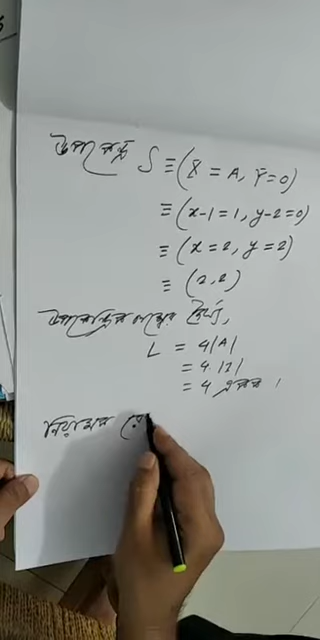 উপকেন্দ্র S ≡ (X = A, Y = 0)
≡ (x-1 = 1, y-2 = 0)
≡ (x = 2, y = 2)
≡ (2, 2)
উপকেন্দ্রিক লম্বের দৈর্ঘ্য,
L = 4|A|
= 4.|1|
= 4 একক ।
নিয়ামক রে